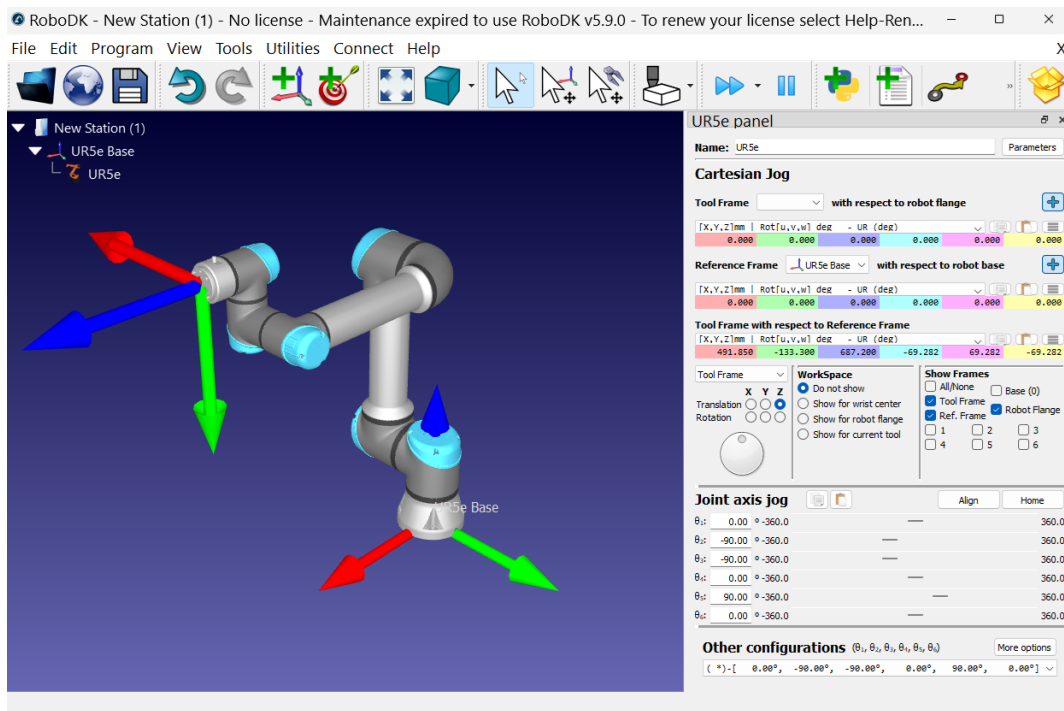 RoboDK - New Station (1) - No license - Maintenance expired to use RoboDK v5.9.0 - To renew your license select Help-Ren...
File Edit Program View Tools Utilities Connect Help
New Station (1)
UR5e Base
UR5e
UR5e Base
UR5e panel
Name: UR5e Parameters
Cartesian Jog
Tool Frame with respect to robot flange
[X,Y,Z]mm | Rot[u,v,w] deg - UR (deg)
0.000 0.000 0.000 0.000 0.000 0.000
Reference Frame UR5e Base with respect to robot base
[X,Y,Z]mm | Rot[u,v,w] deg - UR (deg)
0.000 0.000 0.000 0.000 0.000 0.000
Tool Frame with respect to Reference Frame
[X,Y,Z]mm | Rot[u,v,w] deg - UR (deg)
491.850 -133.300 687.200 -69.282 69.282 -69.282
Tool Frame
X Y Z
Translation
Rotation
WorkSpace
Do not show
Show for wrist center
Show for robot flange
Show for current tool
Show Frames
All/None Base (0)
Tool Frame Robot Flange
Ref. Frame
1 2 3
4 5 6
Joint axis jog Align Home
θ₁: 0.00 º -360.0 360.0
θ₂: -90.00 º -360.0 360.0
θ₃: -90.00 º -360.0 360.0
θ₄: 0.00 º -360.0 360.0
θ₅: 90.00 º -360.0 360.0
θ₆: 0.00 º -360.0 360.0
Other configurations (θ₁, θ₂, θ₃, θ₄, θ₅, θ₆) More options
( *)-[ 0.00°, -90.00°, -90.00°, 0.00°, 90.00°, 0.00°]